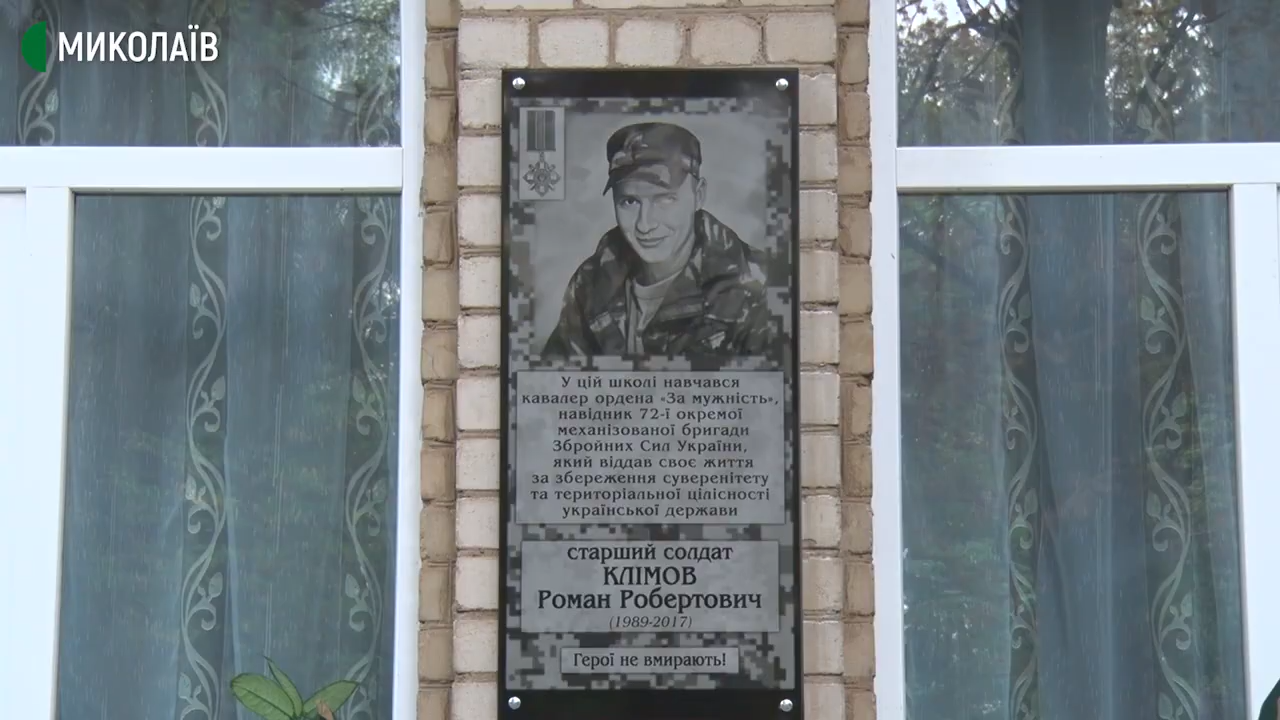 МИКОЛАЇВ
У цій школі навчався
кавалер ордена «За мужність»,
навідник 72-ї окремої
механізованої бригади
Збройних Сил України,
який віддав своє життя
за збереження суверенітету
та територіальної цілісності
української держави
старший солдат
КЛІМОВ
Роман Робертович
(1989-2017)
Герої не вмирають!